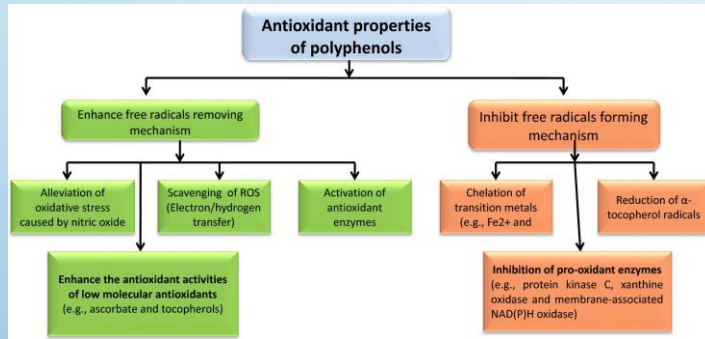 Antioxidant properties
of polyphenols
Enhance free radicals removing
mechanism
Inhibit free radicals forming
mechanism
Alleviation of
oxidative stress
caused by nitric oxide
Scavenging of ROS
(Electron/hydrogen
transfer)
Activation of
antioxidant
enzymes
Chelation of
transition metals
(e.g., Fe2+ and
Reduction of α-
tocopherol radicals
Enhance the antioxidant activities
of low molecular antioxidants
(e.g., ascorbate and tocopherols)
Inhibition of pro-oxidant enzymes
(e.g., protein kinase C, xanthine
oxidase and membrane-associated
NAD(P)H oxidase)